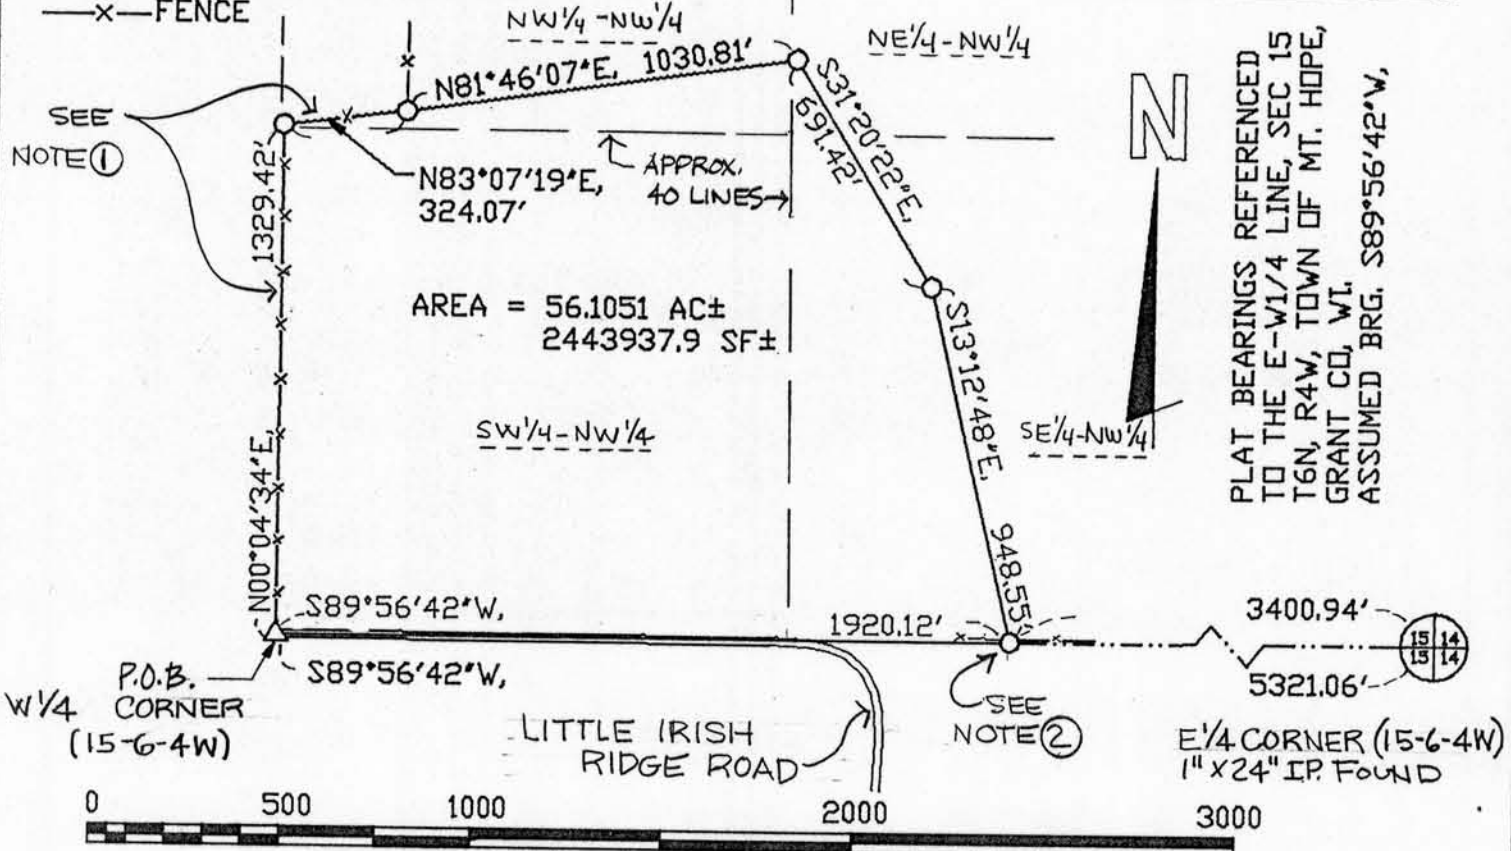 —x—FENCE
NW¼-NW¼
NE¼-NW¼
N81°46'07"E, 1030.81'
S31°20'22"E,
691.42'
SEE
NOTE ①
N
1329.42'
N83°07'19"E,
324.07'
APPROX.
40 LINES
PLAT BEARINGS REFERENCED
TO THE E-W1/4 LINE, SEC 15
T6N, R4W, TOWN OF MT. HOPE,
GRANT CO, WI.
ASSUMED BRG. S89°56'42"W,
AREA = 56.1051 AC±
2443937.9 SF±
S13°12'48"E,
948.55'
SW¼-NW¼
SE¼-NW¼
N00°04'34"E,
S89°56'42"W,
1920.12'
3400.94'
15 14
15 14
S89°56'42"W,
5321.06'
P.O.B.
W¼ CORNER
(15-6-4W)
LITTLE IRISH
RIDGE ROAD
SEE
NOTE ②
E¼ CORNER (15-6-4W)
1" X 24" I.P. FOUND
0 500 1000 2000 3000